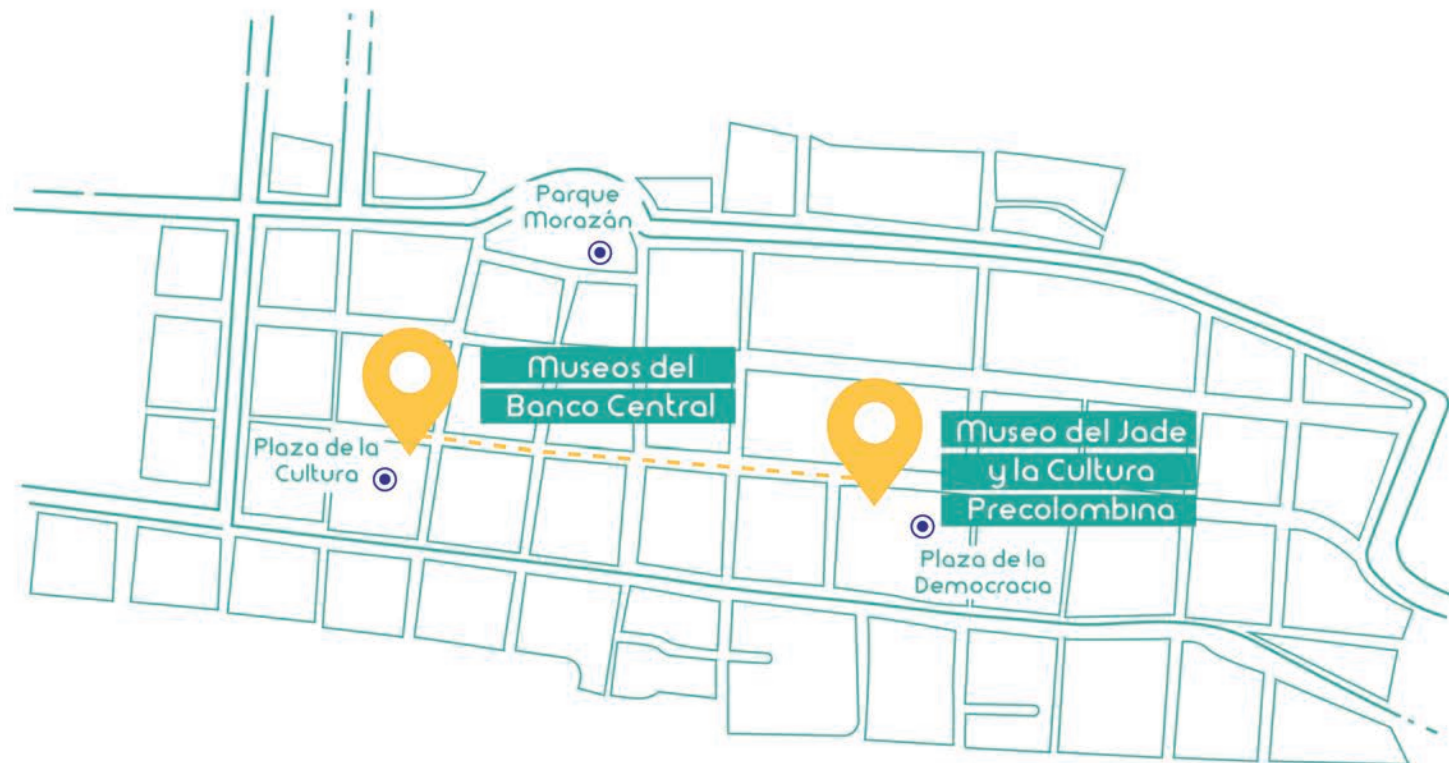 Parque
Morazán
Museos del
Banco Central
Plaza de la
Cultura
Museo del Jade
y la Cultura
Precolombina
Plaza de la
Democracia